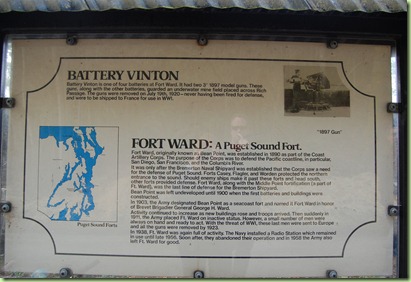 BATTERY VINTON
Battery Vinton is one of four batteries at Fort Ward. It had two 3" 1897 model guns. These
guns, along with the other batteries, guarded an underwater mine field placed across Rich
Passage. The guns were removed on July 19th, 1920—never having been fired for defense,
and were to be shipped to France for use in WWI.
"1897 Gun"
FORT WARD: A Puget Sound Fort.
Fort Ward, originally known as Bean Point, was established in 1890 as part of the Coast
Artillery Corps. The purpose of the Corps was to defend the Pacific coastline, in particular,
San Diego, San Francisco, and the Columbia River.
It was only after the Bremerton Naval Shipyard was established that the Corps saw a need
for the defense of Puget Sound. Forts Casey, Flagler, and Worden protected the northern
entrance to the sound. Should enemy ships make it past these forts and head south,
other forts provided defense. Fort Ward, along with the Middle Point fortification (a part of
Ft. Ward), was the last line of defense for the Bremerton Shipyard.
Bean Point was left undeveloped until 1900 when the first batteries and buildings were
constructed.
In 1903, the Army designated Bean Point as a seacoast fort and named it Fort Ward in honor
of Brevet Brigadier General George H. Ward.
Activity continued to increase as new buildings rose and troops arrived. Then suddenly in
1911, the Army placed Ft. Ward on inactive status. However, a small number of men were
always on hand and ready to act. With the threat of WWI, these last men were sent to Europe
and all the guns were removed by 1923.
In 1938, Ft. Ward was again full of activity. The Navy installed a Radio Station which remained
in use until late 1956. Soon after, they abandoned their operation and in 1958 the Army also
left Ft. Ward for good.
Puget Sound Forts